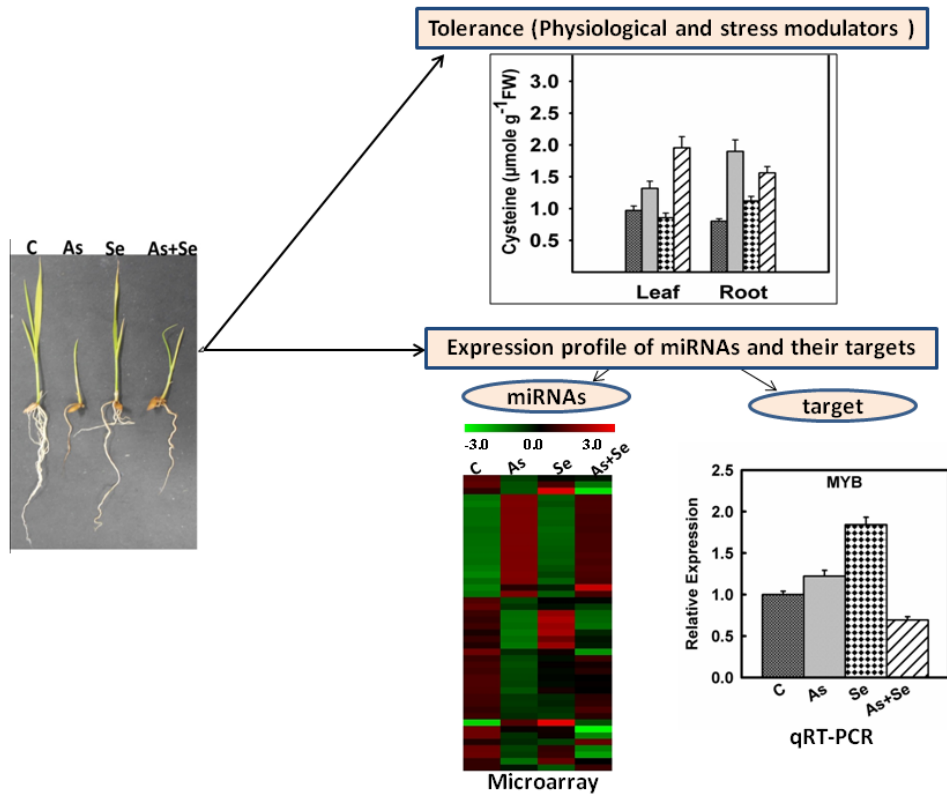 Tolerance (Physiological and stress modulators )
Cysteine (µmole g⁻¹FW)
3.0
2.5
2.0
1.5
1.0
0.5
Leaf Root
C As Se As+Se
Expression profile of miRNAs and their targets
miRNAs
target
-3.0 0.0 3.0
C As Se As+Se
Microarray
MYB
Relative Expression
2.5
2.0
1.5
1.0
0.5
0.0
C As Se As+Se
qRT-PCR